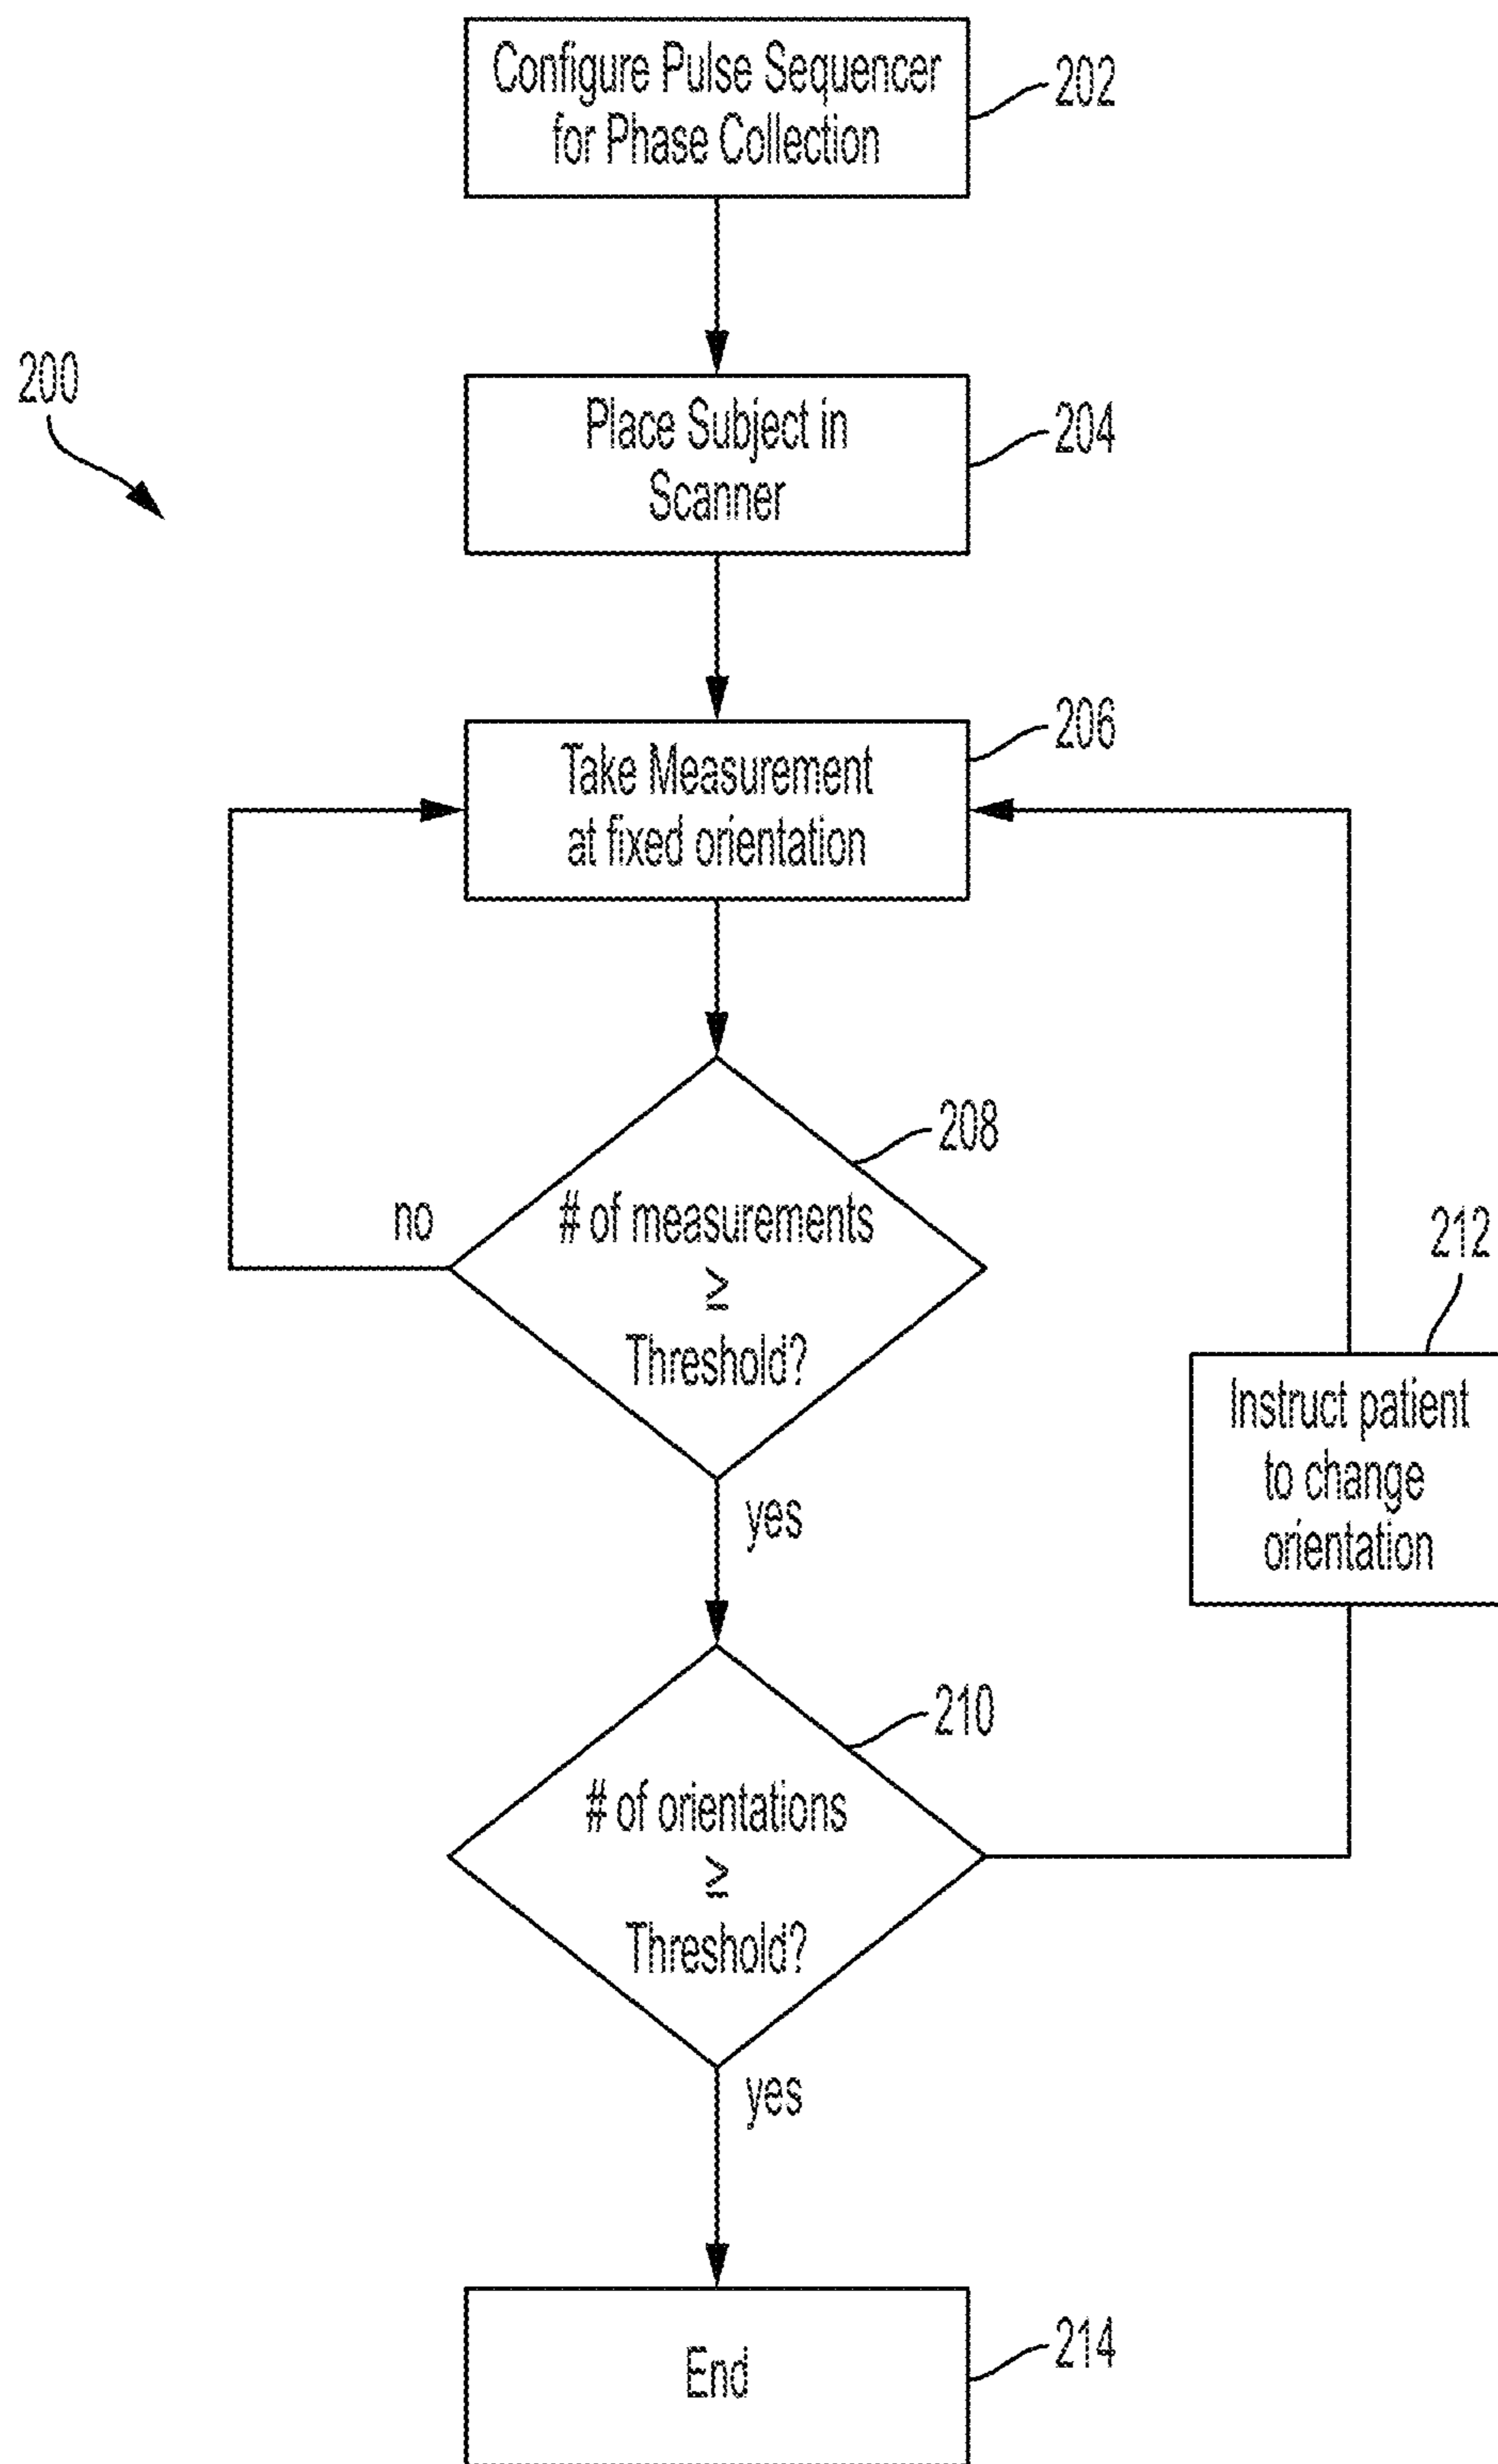 Configure Pulse Sequencer
for Phase Collection
202
200
Place Subject in
Scanner
204
206
Take Measurement
at fixed orientation
208
no
# of measurements
≥
Threshold?
212
Instruct patient
to change
orientation
yes
210
# of orientations
≥
Threshold?
yes
End
214